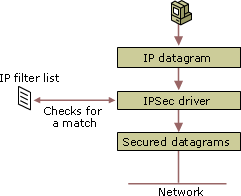 IP datagram
IP filter list
IPSec driver
Checks for
a match
Secured datagrams
Network